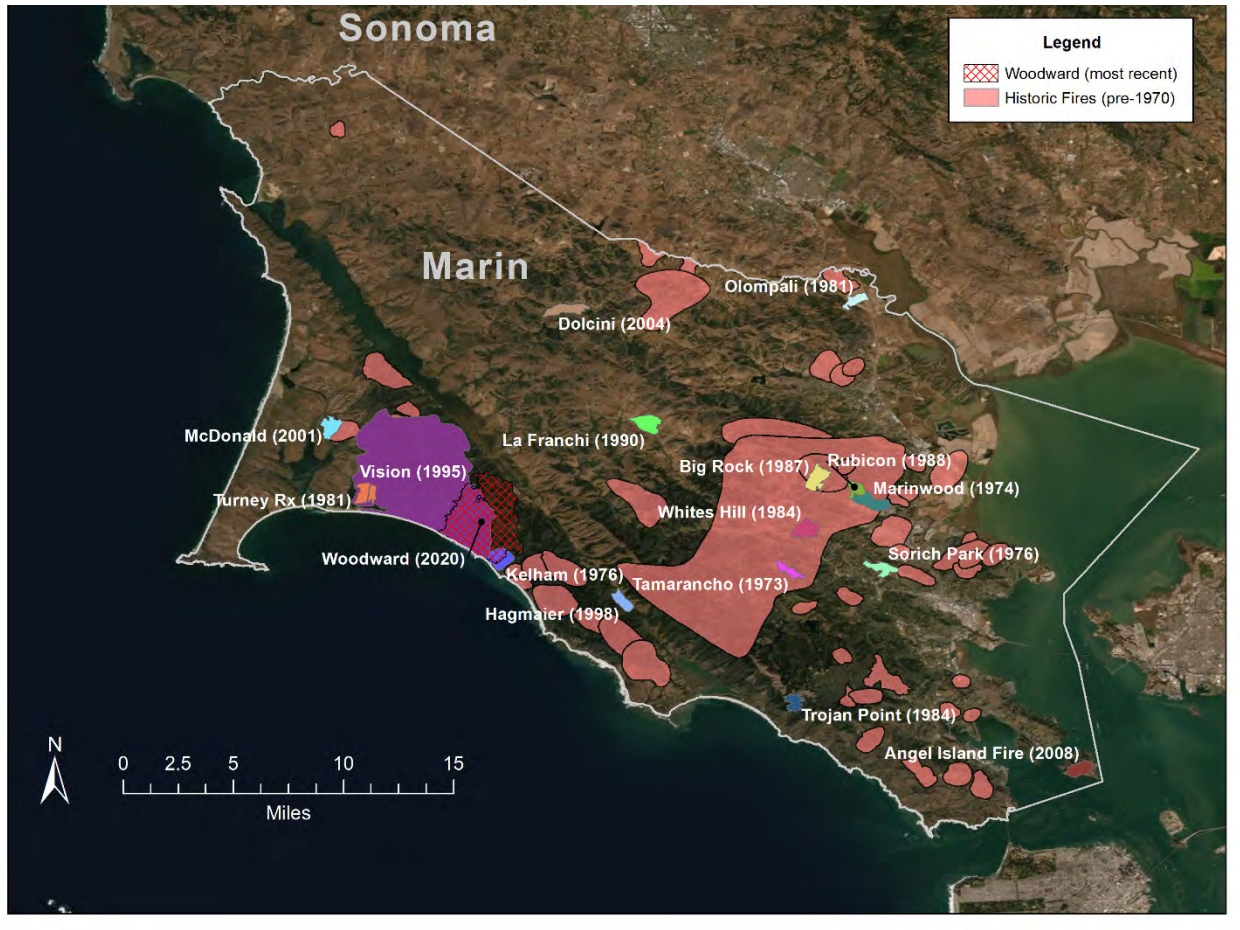 Sonoma
Legend
Woodward (most recent)
Historic Fires (pre-1970)
Marin
Olompali (1981)
Dolcini (2004)
McDonald (2001)
La Franchi (1990)
Big Rock (1987)
Rubicon (1988)
Vision (1995)
Marinwood (1974)
Turney Rx (1981)
Whites Hill (1984)
Woodward (2020)
Sorich Park (1976)
Kelham (1976)
Tamarancho (1973)
Hagmaier (1998)
Trojan Point (1984)
Angel Island Fire (2008)
N
0 2.5 5 10 15
Miles